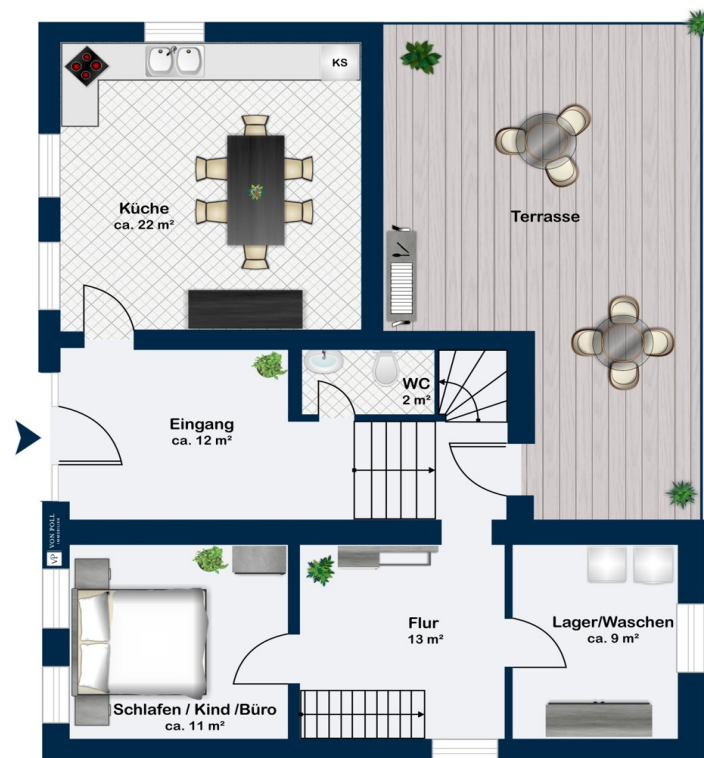 KS
Küche
ca. 22 m²
Terrasse
WC
2 m²
Eingang
ca. 12 m²
VP VON POLL
IMMOBILIEN
Flur
13 m²
Lager/Waschen
ca. 9 m²
Schlafen / Kind /Büro
ca. 11 m²